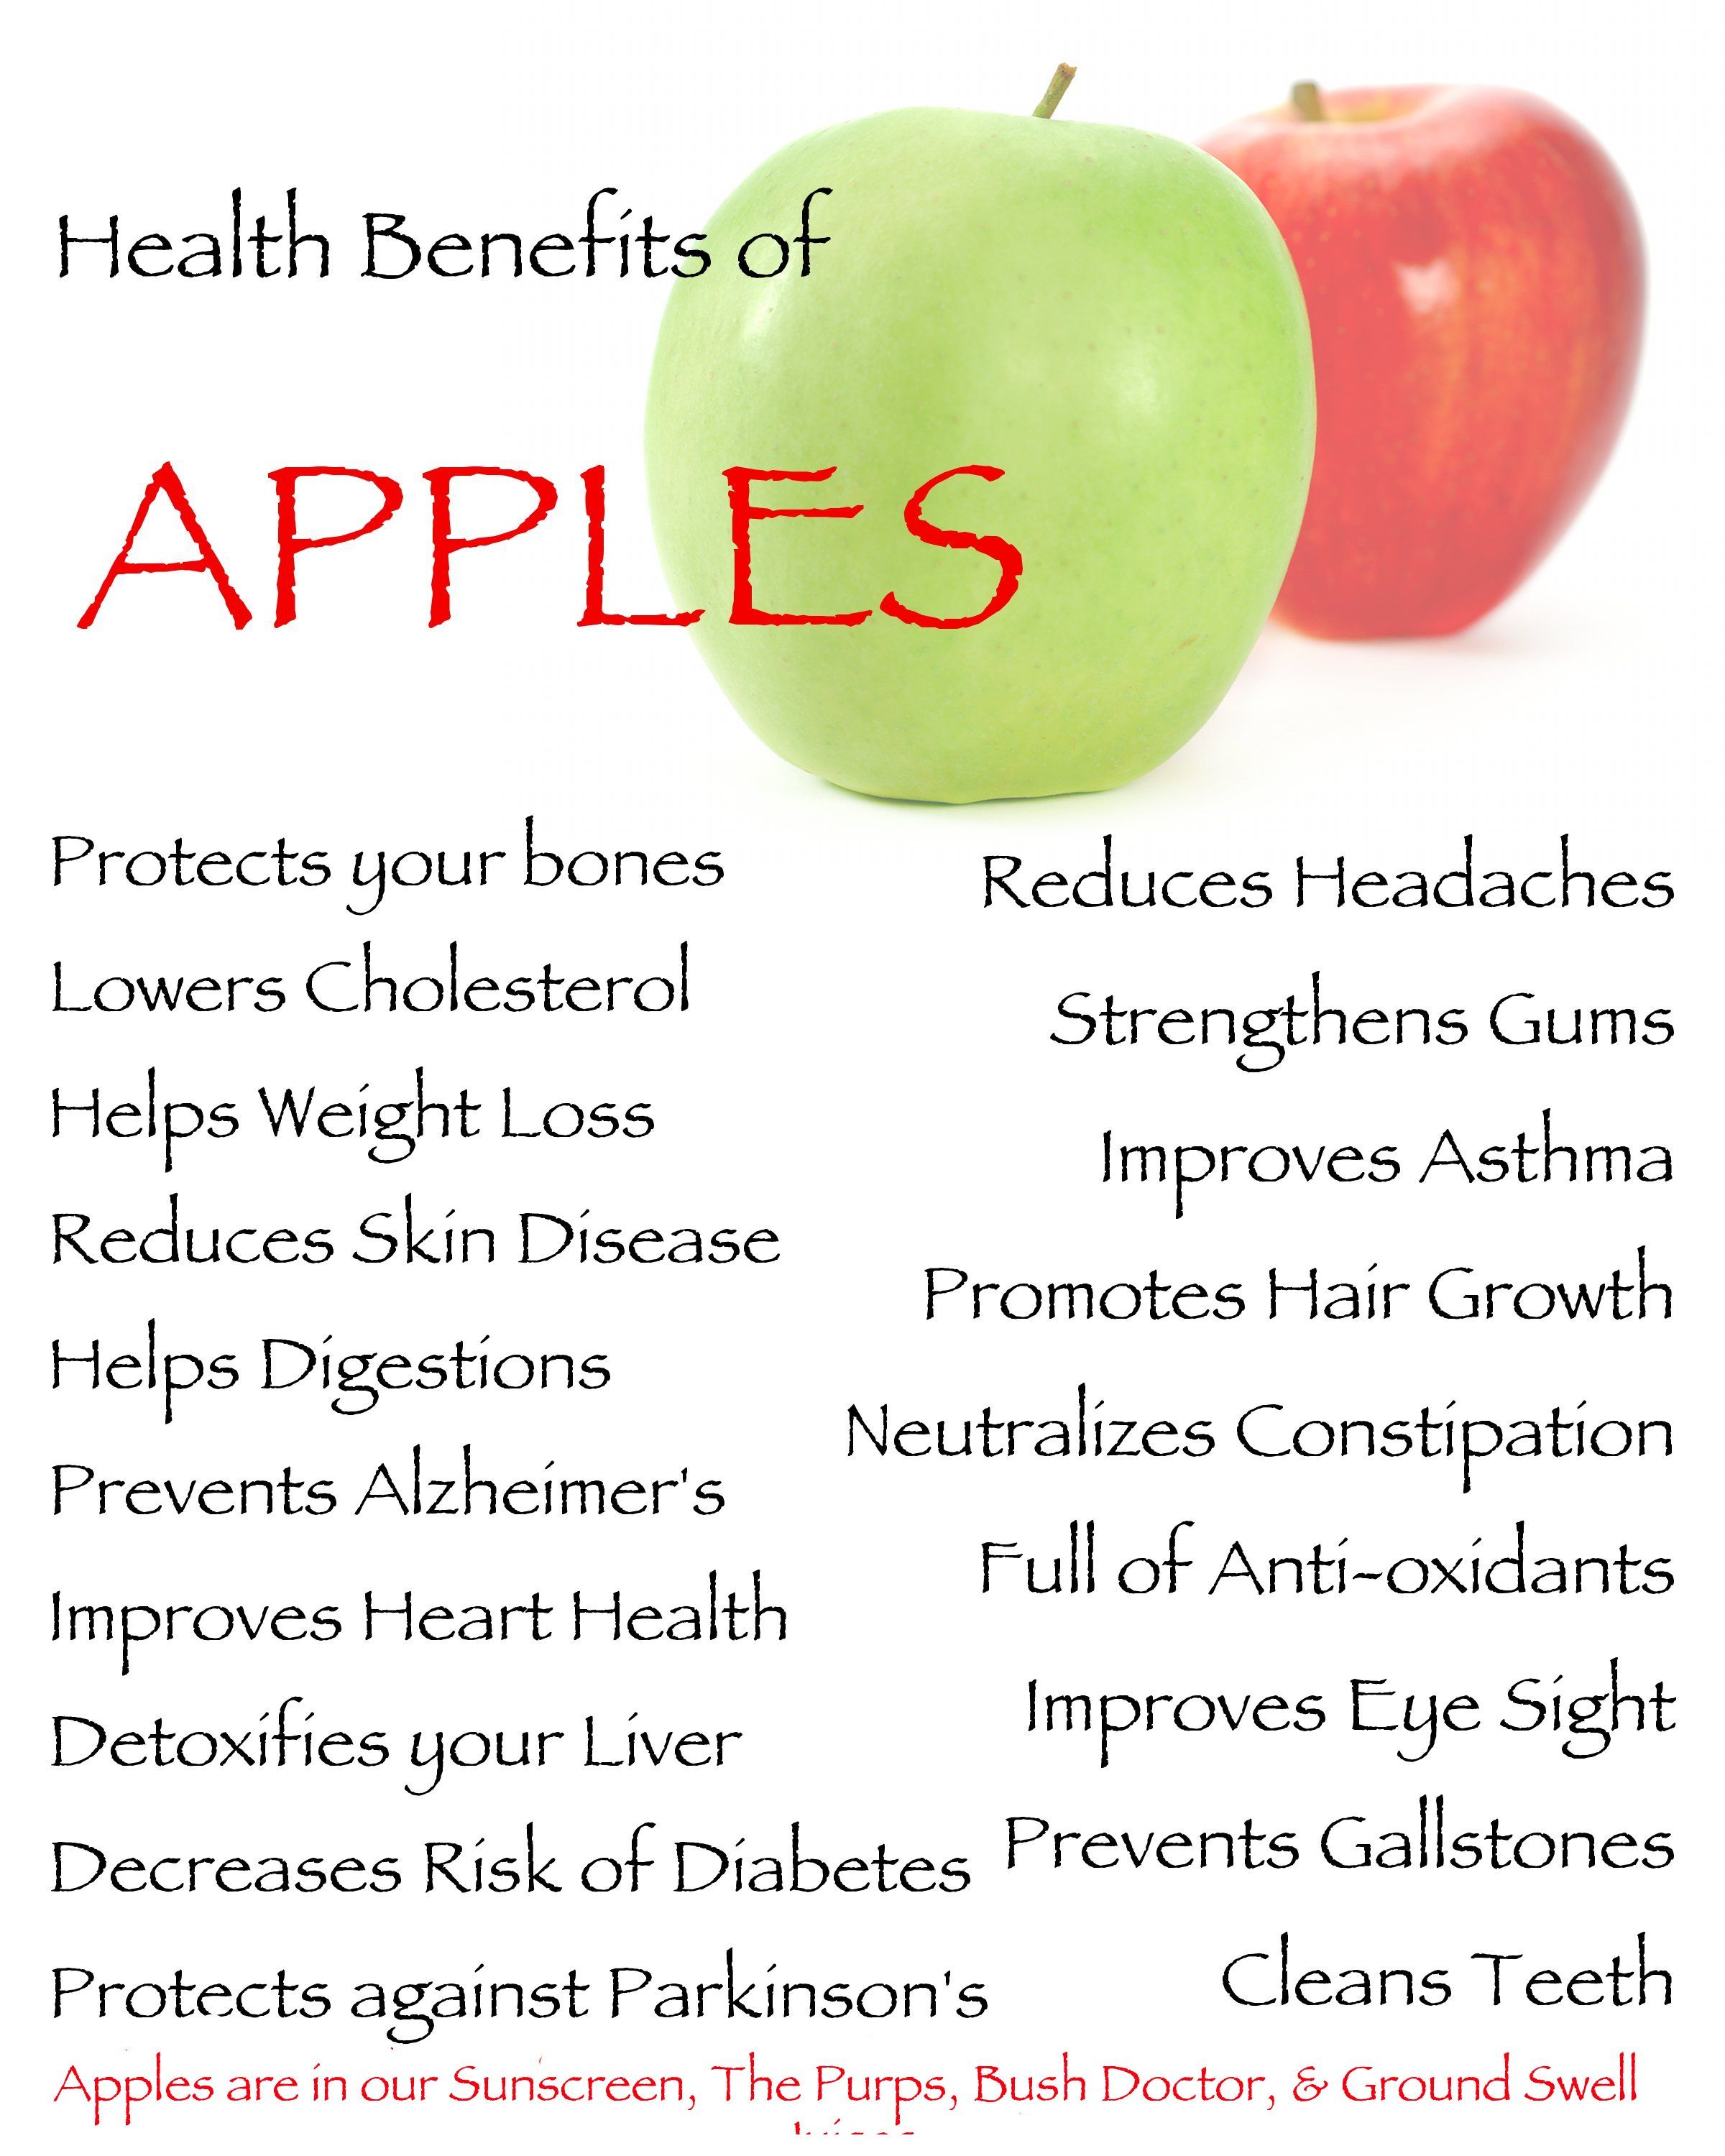 Health Benefits of
APPLES
Protects your bones
Lowers Cholesterol
Helps Weight Loss
Reduces Skin Disease
Helps Digestions
Prevents Alzheimer's
Improves Heart Health
Detoxifies your Liver
Decreases Risk of Diabetes
Protects against Parkinson's
Reduces Headaches
Strengthens Gums
Improves Asthma
Promotes Hair Growth
Neutralizes Constipation
Full of Anti-oxidants
Improves Eye Sight
Prevents Gallstones
Cleans Teeth
Apples are in our Sunscreen, The Purps, Bush Doctor, & Ground Swell